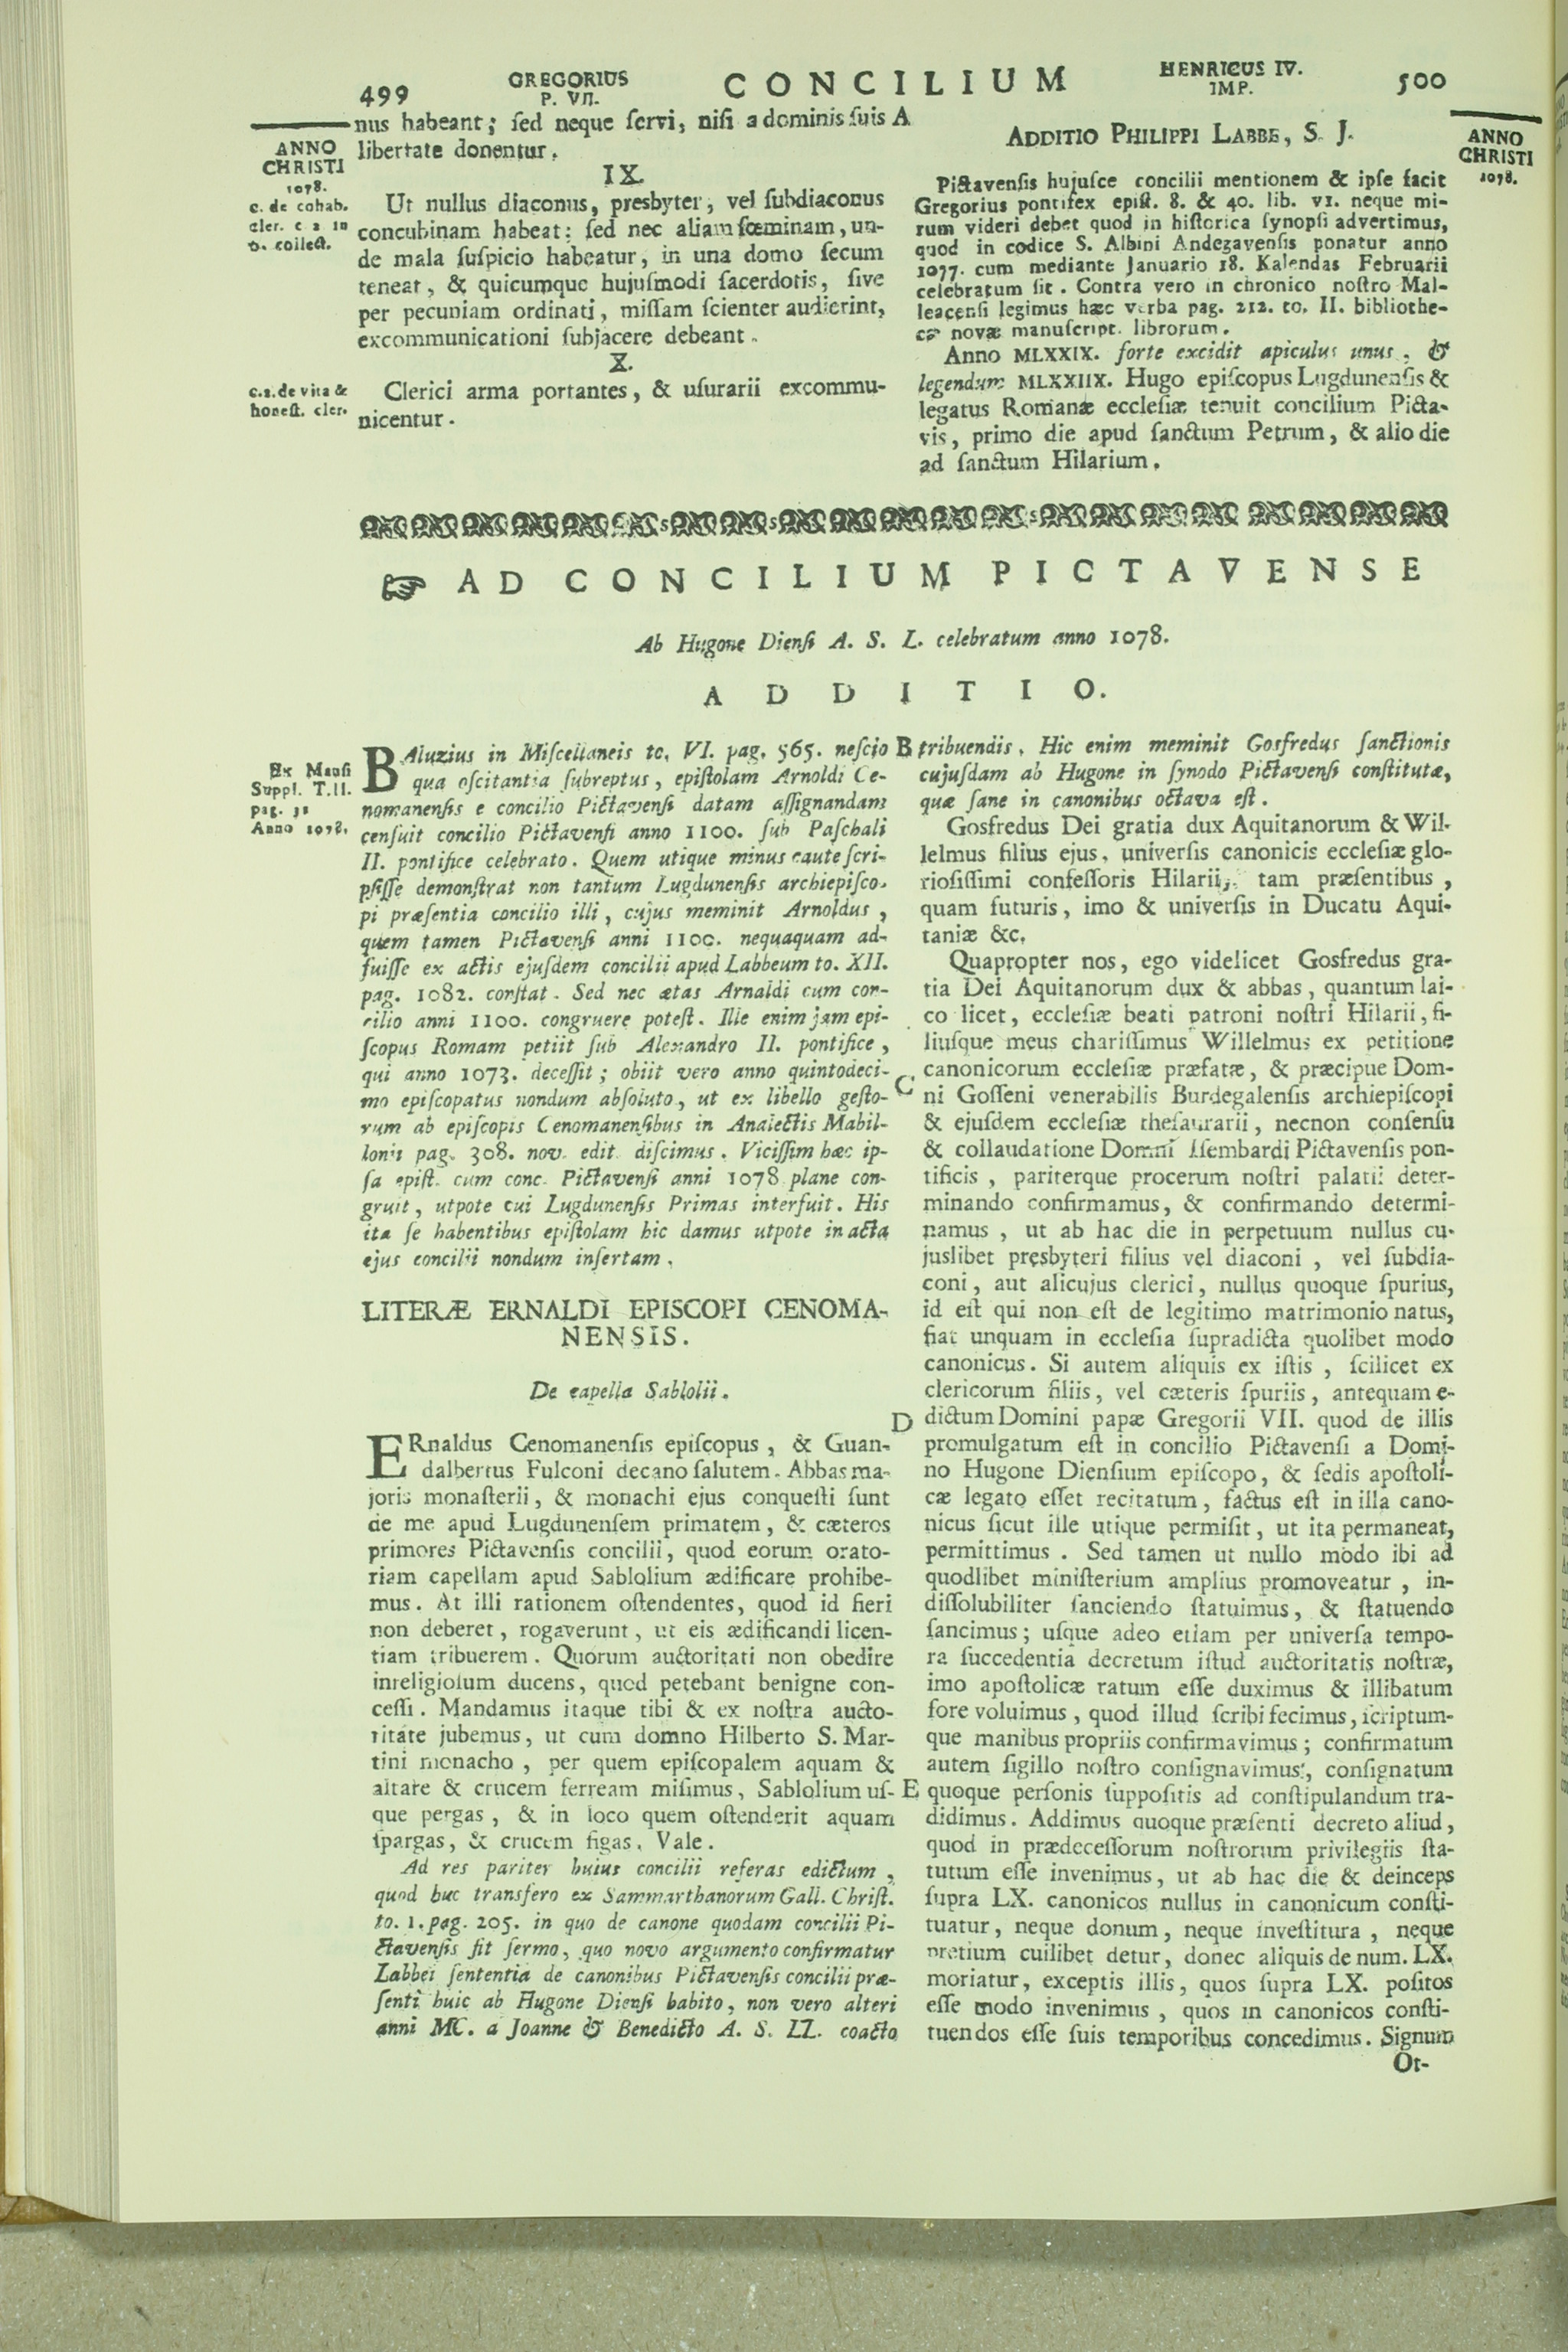 499
GREGORIUS
P. VII.
CONCILIUM
HENRICUS IV.
IMP.
500
nus habeant; ſed neque ſervi, niſi a dominis ſuis A
libertate donentur.
ANNO
CHRISTI
1078.
IX.
c. de cohab.
cler. c 2 in
b. collect.
Ut nullus diaconus, presbyter, vel ſubdiaconus
concubinam habeat: ſed nec aliam fœminam, un-
de mala ſuſpicio habeatur, in una domo ſecum
teneat, & quicumque hujuſmodi ſacerdotis, ſive
per pecuniam ordinati, miſſam ſcienter audierint,
excommunicationi ſubjacere debeant.
X.
c.2. de vita &
honeſt. cler.
Clerici arma portantes, & uſurarii excommu-
nicentur.
ADDITIO PHILIPPI LABBE, S. J.
ANNO
CHRISTI
1078.
Pictavenſis hujuſce concilii mentionem & ipſe facit
Gregorius pontifex epiſt. 8. & 40. lib. VI. neque mi-
rum videri debet quod in hiſtorica ſynopſi advertimus,
quod in codice S. Albini Andegavenſis ponatur anno
1077. cum mediante Januario 18. Kalendas Februarii
celebratum ſit. Contra vero in chronico noſtro Mal-
leacenſi legimus hæc verba pag. 212. to. II. bibliothe-
cæ novæ manuſcript. librorum.
Anno MLXXIX. forte excidit apiculus unus, &
legendum MLXXIIX. Hugo epiſcopus Lugdunenſis &
legatus Romanæ eccleſiæ tenuit concilium Picta-
vis, primo die apud ſanctum Petrum, & alio die
ad ſanctum Hilarium.
☞ AD CONCILIUM PICTAVENSE
Ab Hugone Dienſi A. S. L. celebratum anno 1078.
ADDITIO.
Ex Manſi
Suppl. T.II.
pag. 31
Anno 1078.
BAluzius in Miſcellaneis to. VI. pag. 565. neſcio
qua oſcitantia ſubreptus, epiſtolam Arnoldi Ce-
nomanenſis e concilio Pictavenſi datam aſſignandam
cenſuit concilio Pictavenſi anno 1100. ſub Paſchali
II. pontifice celebrato. Quem utique minus caute ſcri-
pſiſſe demonſtrat non tantum Lugdunenſis archiepiſco-
pi præſentia concilio illi, cujus meminit Arnoldus,
quem tamen Pictavenſi anni 1100. nequaquam ad-
fuiſſe ex actis ejuſdem concilii apud Labbeum to. XII.
pag. 1082. conſtat. Sed nec ætas Arnaldi cum con-
cilio anni 1100. congruere poteſt. Ille enim jam epi-
ſcopus Romam petiit ſub Alexandro II. pontifice,
qui anno 1073. deceſſit; obiit vero anno quintodeci-
mo epiſcopatus nondum abſoluto, ut ex libello geſto-
rum ab epiſcopis Cenomanenſibus in Analectis Mabil-
lonii pag. 308. nov. edit diſcimus. Viciſſim hæc ip-
ſa epiſt. cum conc. Pictavenſi anni 1078 plane con-
gruit, utpote cui Lugdunenſis Primas interfuit. His
ita ſe habentibus epiſtolam hic damus utpote in acta
ejus concilii nondum inſertam.
LITERÆ ERNALDI EPISCOPI CENOMA-
NENSIS.
De capella Sablolii.
ERnaldus Cenomanenſis epiſcopus, & Guan-
dalbertus Fulconi decano ſalutem. Abbas ma-
joris monaſterii, & monachi ejus conqueſti ſunt
de me apud Lugdunenſem primatem, & cæteros
primores Pictavenſis concilii, quod eorum orato-
riam capellam apud Sablolium ædificare prohibe-
mus. At illi rationem oſtendentes, quod id fieri
non deberet, rogaverunt, ut eis ædificandi licen-
tiam tribuerem. Quorum auctoritati non obedire
inreligioſum ducens, quod petebant benigne con-
ceſſi. Mandamus itaque tibi & ex noſtra aucto-
ritate jubemus, ut cum domno Hilberto S. Mar-
tini monacho, per quem epiſcopalem aquam &
altare & crucem ferream miſimus, Sablolium uſ-
que pergas, & in loco quem oſtenderit aquam
ſpargas, & crucem figas. Vale.
Ad res pariter huius concilii referas edictum,
quod huc transfero ex Sammarthanorum Gall. Chriſt.
to. 1. pag. 205. in quo de canone quodam concilii Pi-
ctavenſis fit ſermo, quo novo argumento confirmatur
Labbei ſententia de canonibus Pictavenſis concilii præ-
ſenti huic ab Hugone Dienſi habito, non vero alteri
anni MC. a Joanne & Benedicto A. S. LL. coacto
B tribuendis. Hic enim meminit Gosfredus ſanctionis
cujuſdam ab Hugone in ſynodo Pictavenſi conſtitutæ,
quæ ſane in canonibus octava eſt.
Gosfredus Dei gratia dux Aquitanorum & Wil-
lelmus filius ejus, univerſis canonicis eccleſiæ glo-
rioſiſſimi confeſſoris Hilarii, tam præſentibus,
quam futuris, imo & univerſis in Ducatu Aqui-
taniæ &c.
Quapropter nos, ego videlicet Gosfredus gra-
tia Dei Aquitanorum dux & abbas, quantum lai-
co licet, eccleſiæ beati patroni noſtri Hilarii, fi-
liuſque meus chariſſimus Willelmus ex petitione
C canonicorum eccleſiæ præfatæ, & præcipue Dom-
ni Goſſeni venerabilis Burdegalenſis archiepiſcopi
& ejuſdem eccleſiæ theſaurarii, necnon conſenſu
& collaudatione Domni Iſembardi Pictavenſis pon-
tificis, pariterque procerum noſtri palatii deter-
minando confirmamus, & confirmando determi-
namus, ut ab hac die in perpetuum nullus cu-
juslibet presbyteri filius vel diaconi, vel ſubdia-
coni, aut alicujus clerici, nullus quoque ſpurius,
id eſt qui non eſt de legitimo matrimonio natus,
fiat unquam in eccleſia ſupradicta quolibet modo
canonicus. Si autem aliquis ex iſtis, ſcilicet ex
clericorum filiis, vel cæteris ſpuriis, antequam e-
D dictum Domini papæ Gregorii VII. quod de illis
promulgatum eſt in concilio Pictavenſi a Domi-
no Hugone Dienſium epiſcopo, & ſedis apoſtoli-
cæ legato eſſet recitatum, factus eſt in illa cano-
nicus ſicut ille utique permiſit, ut ita permaneat,
permittimus. Sed tamen ut nullo modo ibi ad
quodlibet miniſterium amplius promoveatur, in-
diſſolubiliter ſanciendo ſtatuimus, & ſtatuendo
ſancimus; uſque adeo etiam per univerſa tempo-
ra ſuccedentia decretum iſtud auctoritatis noſtræ,
imo apoſtolicæ ratum eſſe duximus & illibatum
fore voluimus, quod illud ſcribi fecimus, ſcriptum-
que manibus propriis confirmavimus; confirmatum
autem ſigillo noſtro conſignavimus, conſignatum
E quoque perſonis ſuppoſitis ad conſtipulandum tra-
didimus. Addimus quoque præſenti decreto aliud,
quod in prædeceſſorum noſtrorum privilegiis ſta-
tutum eſſe invenimus, ut ab hac die & deinceps
ſupra LX. canonicos nullus in canonicum conſti-
tuatur, neque donum, neque inveſtitura, neque
pretium cuilibet detur, donec aliquis de num. LX.
moriatur, exceptis illis, quos ſupra LX. poſitos
eſſe modo invenimus, quos in canonicos conſti-
tuendos eſſe ſuis temporibus concedimus. Signum
Ot-